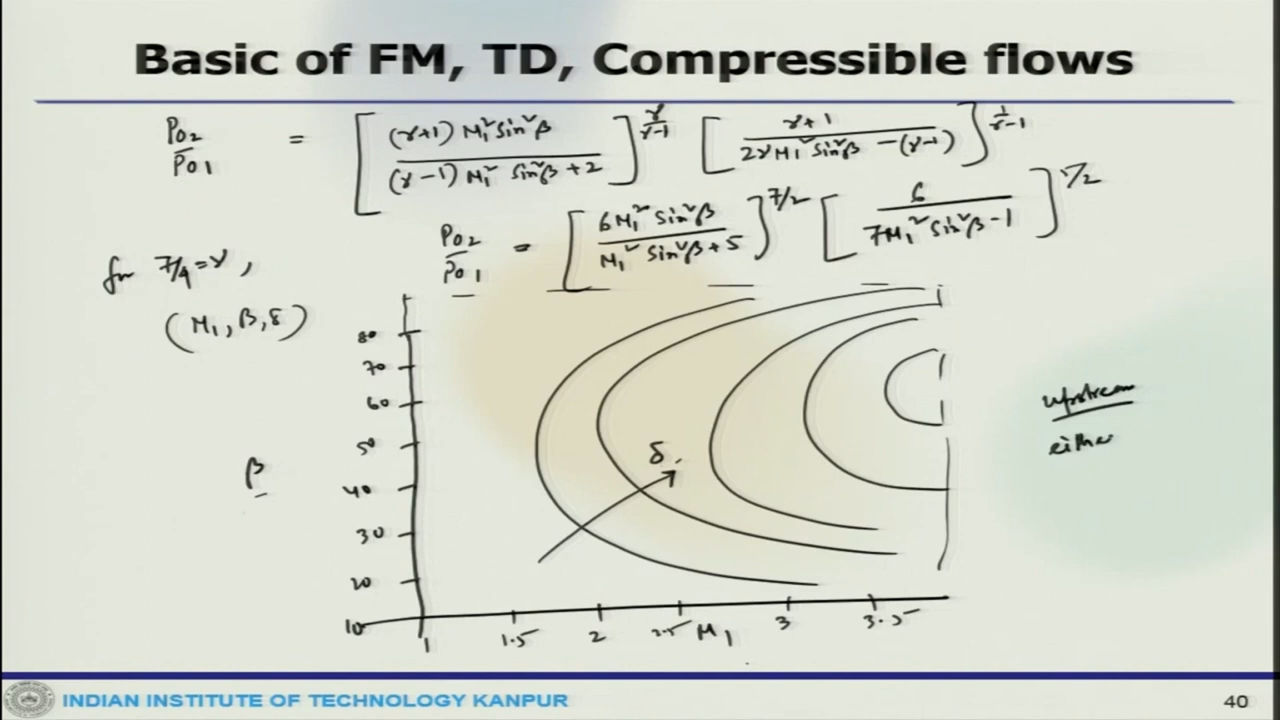 Basic of FM, TD, Compressible flows
P02/P01 = [ (γ+1) M1² sin²β / (γ-1) M1² sin²β + 2 ]^γ/γ-1 [ γ+1 / 2γM1² sin²β - (γ-1) ]^1/γ-1
P02/P01 = [ 6M1² sin²β / M1² sin²β + 5 ]^7/2 [ 6 / 7M1² sin²β - 1 ]^1/2
for 7/4 = γ,
(M1, β, δ)
80
70
60
50
40
30
20
10
β
δ.
1
1.5
2
2.5
M1
3
3.5
upstream
either
INDIAN INSTITUTE OF TECHNOLOGY KANPUR
40